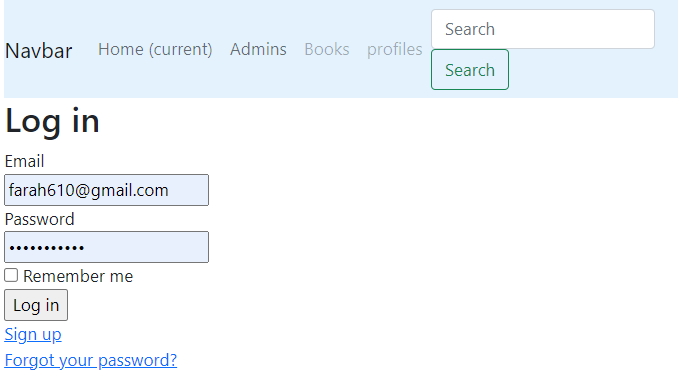 Navbar Home (current) Admins Books profiles Search
Search
Log in
Email
farah610@gmail.com
Password
•••••••••••
Remember me
Log in
Sign up
Forgot your password?